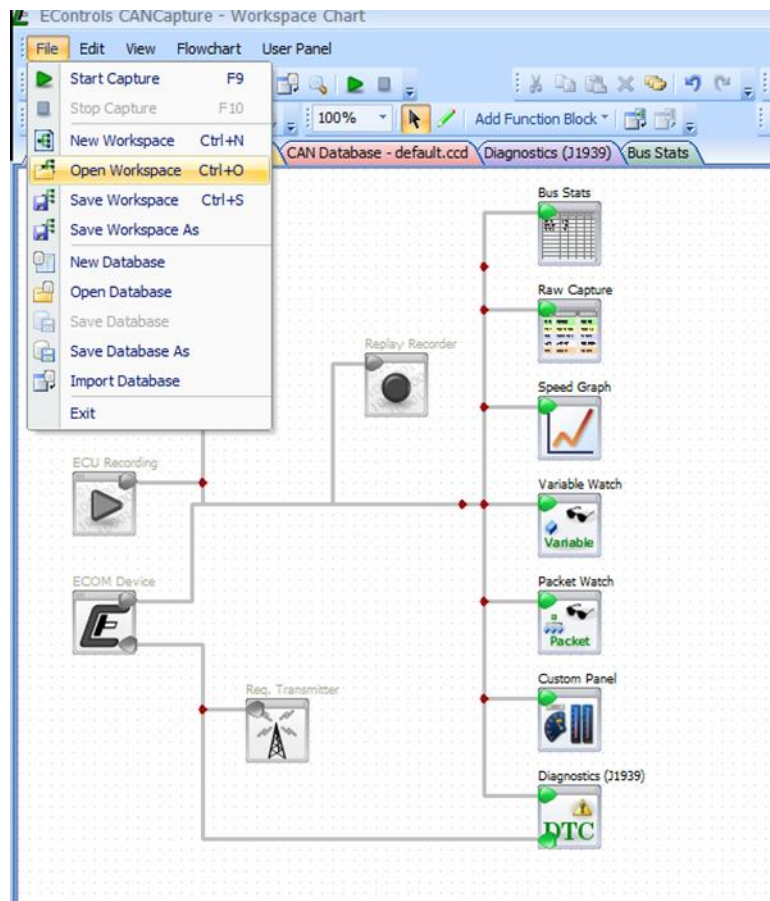 EControls CANCapture - Workspace Chart
File Edit View Flowchart User Panel
Start Capture F9
Stop Capture F10
New Workspace Ctrl+N
Open Workspace Ctrl+O
Save Workspace Ctrl+S
Save Workspace As
New Database
Open Database
Save Database
Save Database As
Import Database
Exit
100% Add Function Block
CAN Database - default.ccd Diagnostics (J1939) Bus Stats
Bus Stats
Raw Capture
Replay Recorder
Speed Graph
ECU Recording
Variable Watch
Variable
ECOM Device
Packet Watch
Packet
Req. Transmitter
Custom Panel
Diagnostics (J1939)
DTC